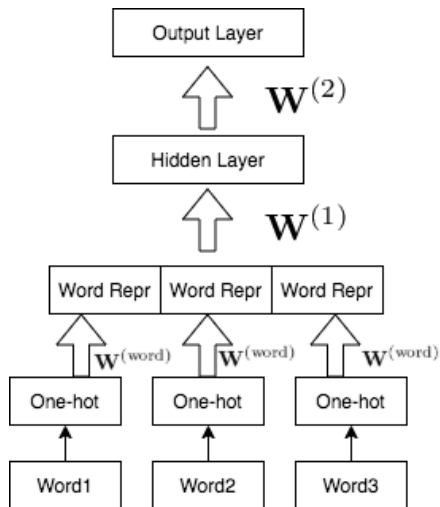 Output Layer
W^(2)
Hidden Layer
W^(1)
Word Repr Word Repr Word Repr
W^(word) W^(word) W^(word)
One-hot One-hot One-hot
Word1 Word2 Word3